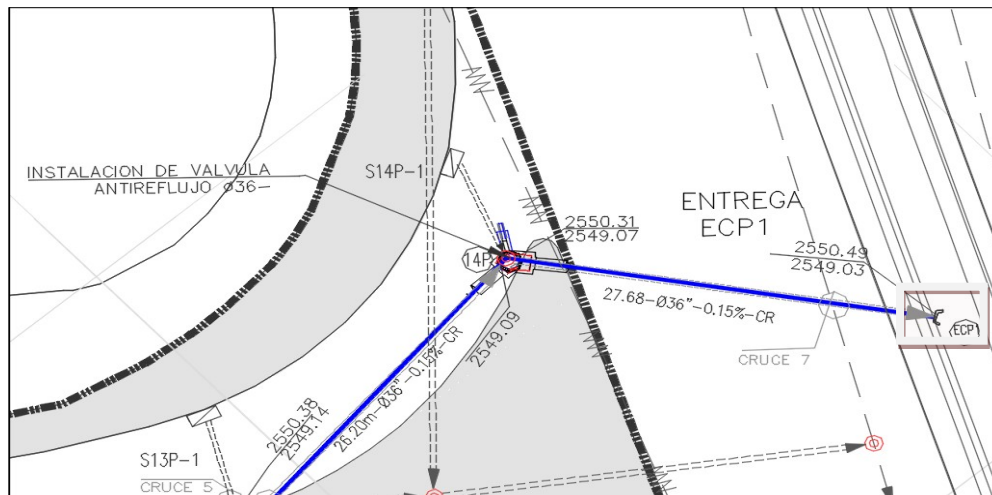 INSTALACION DE VALVULA
ANTIREFLUJO Ø36-
S14P-1
2550.31
2549.07
ENTREGA
ECP1
2550.49
2549.03
14P
27.68-Ø36"-0.15%-CR
ECP1
CRUCE 7
2549.09
26.20m-Ø36"-0.15%-CR
2550.38
2549.14
S13P-1
CRUCE 5